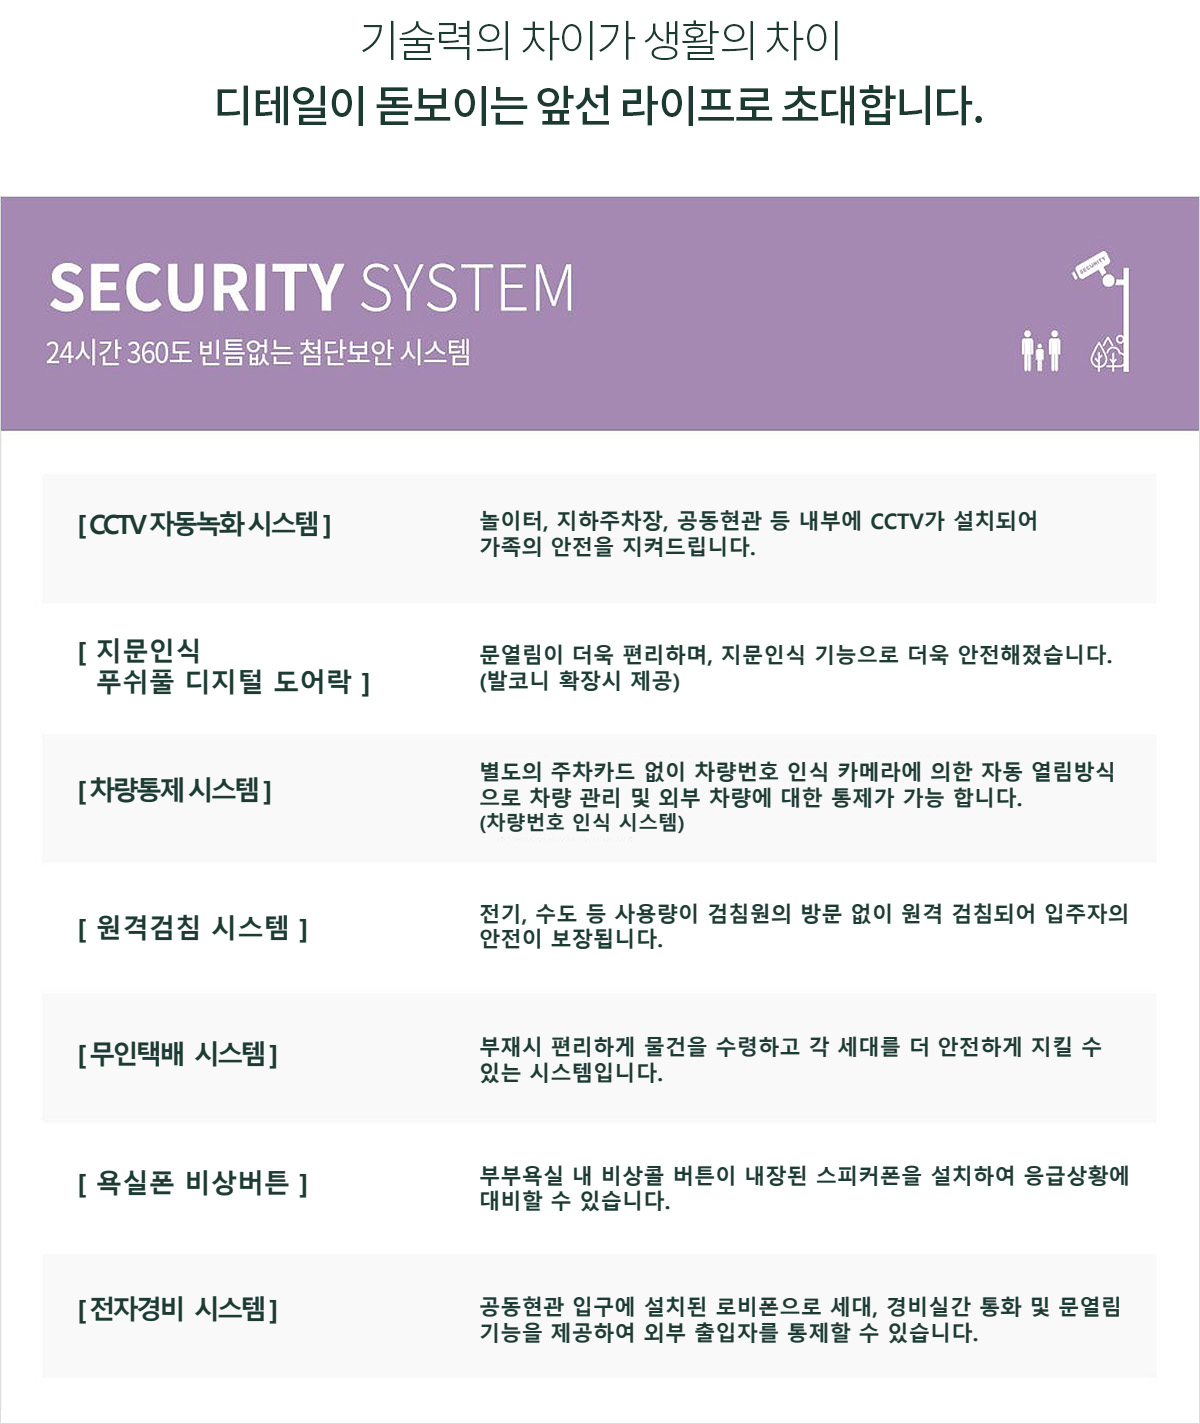 기술력의 차이가 생활의 차이
디테일이 돋보이는 앞선 라이프로 초대합니다.
SECURITY SYSTEM
24시간 360도 빈틈없는 첨단보안 시스템
SECURITY
[ CCTV 자동녹화 시스템 ]
놀이터, 지하주차장, 공동현관 등 내부에 CCTV가 설치되어
가족의 안전을 지켜드립니다.
[ 지문인식
푸쉬풀 디지털 도어락 ]
문열림이 더욱 편리하며, 지문인식 기능으로 더욱 안전해졌습니다.
(발코니 확장시 제공)
[ 차량통제 시스템 ]
별도의 주차카드 없이 차량번호 인식 카메라에 의한 자동 열림방식
으로 차량 관리 및 외부 차량에 대한 통제가 가능 합니다.
(차량번호 인식 시스템)
[ 원격검침 시스템 ]
전기, 수도 등 사용량이 검침원의 방문 없이 원격 검침되어 입주자의
안전이 보장됩니다.
[ 무인택배 시스템 ]
부재시 편리하게 물건을 수령하고 각 세대를 더 안전하게 지킬 수
있는 시스템입니다.
[ 욕실폰 비상버튼 ]
부부욕실 내 비상콜 버튼이 내장된 스피커폰을 설치하여 응급상황에
대비할 수 있습니다.
[ 전자경비 시스템 ]
공동현관 입구에 설치된 로비폰으로 세대, 경비실간 통화 및 문열림
기능을 제공하여 외부 출입자를 통제할 수 있습니다.